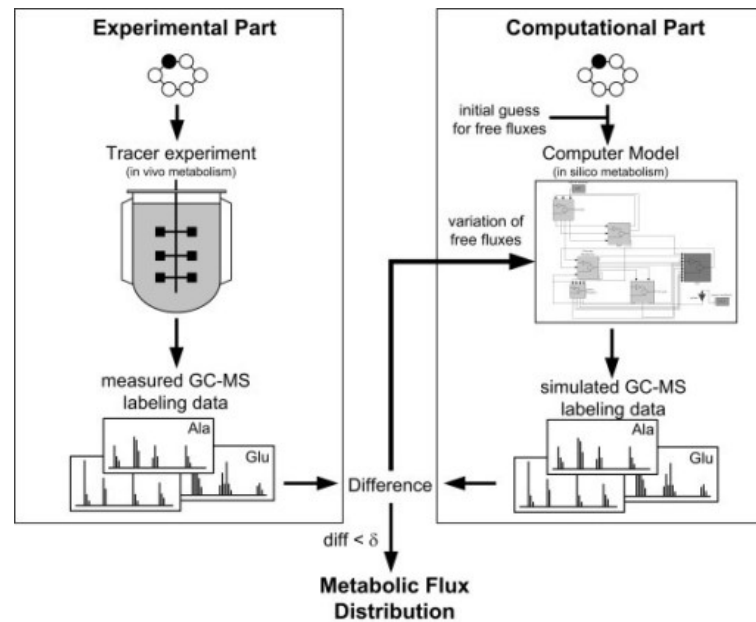 Experimental Part
Tracer experiment
(in vivo metabolism)
measured GC-MS
labeling data
Ala
Glu
Computational Part
initial guess
for free fluxes
Computer Model
(in silico metabolism)
variation of
free fluxes
simulated GC-MS
labeling data
Ala
Glu
Difference
diff < δ
Metabolic Flux
Distribution